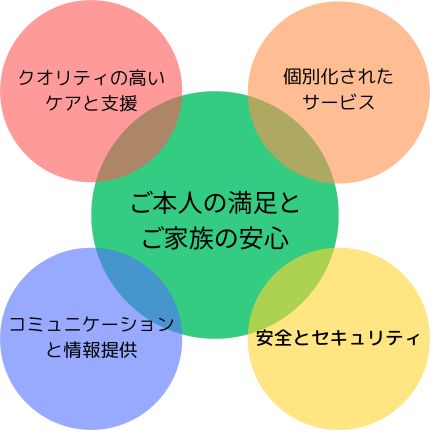 クオリティの高い
ケアと支援
個別化された
サービス
ご本人の満足と
ご家族の安心
コミュニケーション
と情報提供
安全とセキュリティ